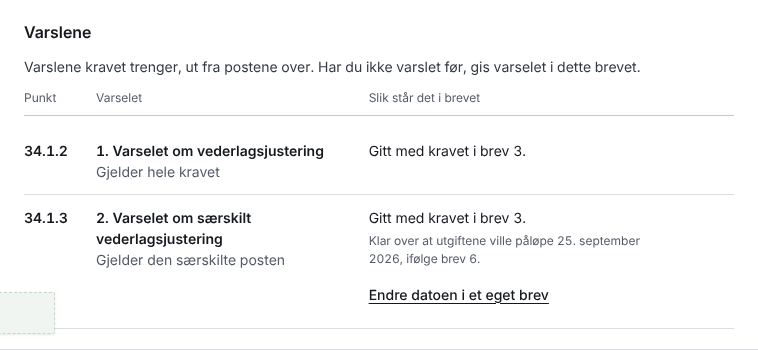 Varslene
Varslene kravet trenger, ut fra postene over. Har du ikke varslet før, gis varselet i dette brevet.
Punkt Varselet Slik står det i brevet
34.1.2 1. Varselet om vederlagsjustering Gitt med kravet i brev 3.
Gjelder hele kravet
34.1.3 2. Varselet om særskilt Gitt med kravet i brev 3.
vederlagsjustering Klar over at utgiftene ville påløpe 25. september
Gjelder den særskilte posten 2026, ifølge brev 6.
Endre datoen i et eget brev